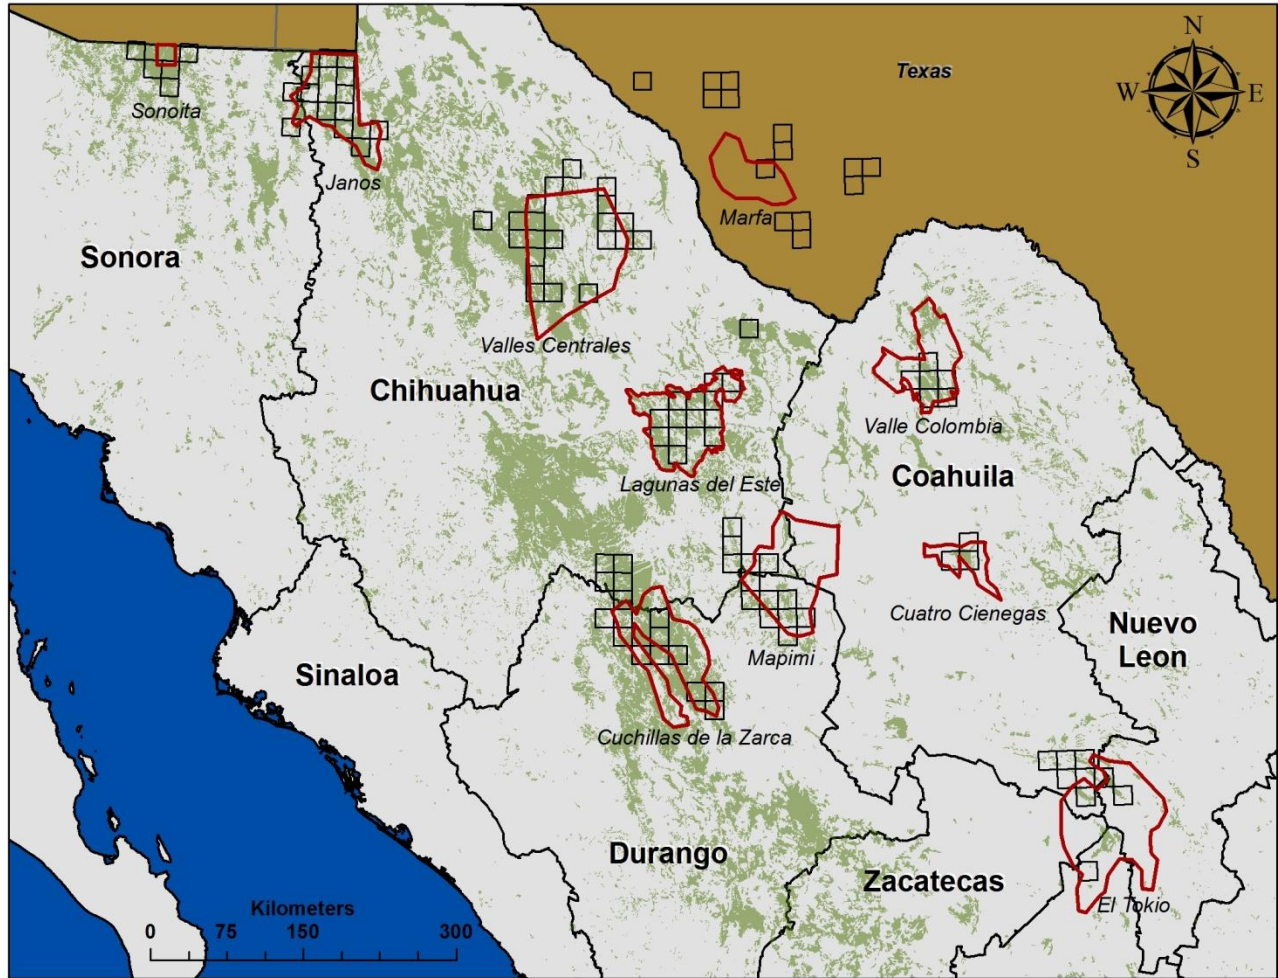 N
Texas
W E
S
Sonoita
Janos
Marfa
Sonora
Valles Centrales
Chihuahua
Valle Colombia
Coahuila
Lagunas del Este
Cuatro Cienegas
Nuevo
Leon
Mapimi
Sinaloa
Cuchillas de la Zarca
Durango
Zacatecas
El Tokio
Kilometers
0 75 150 300